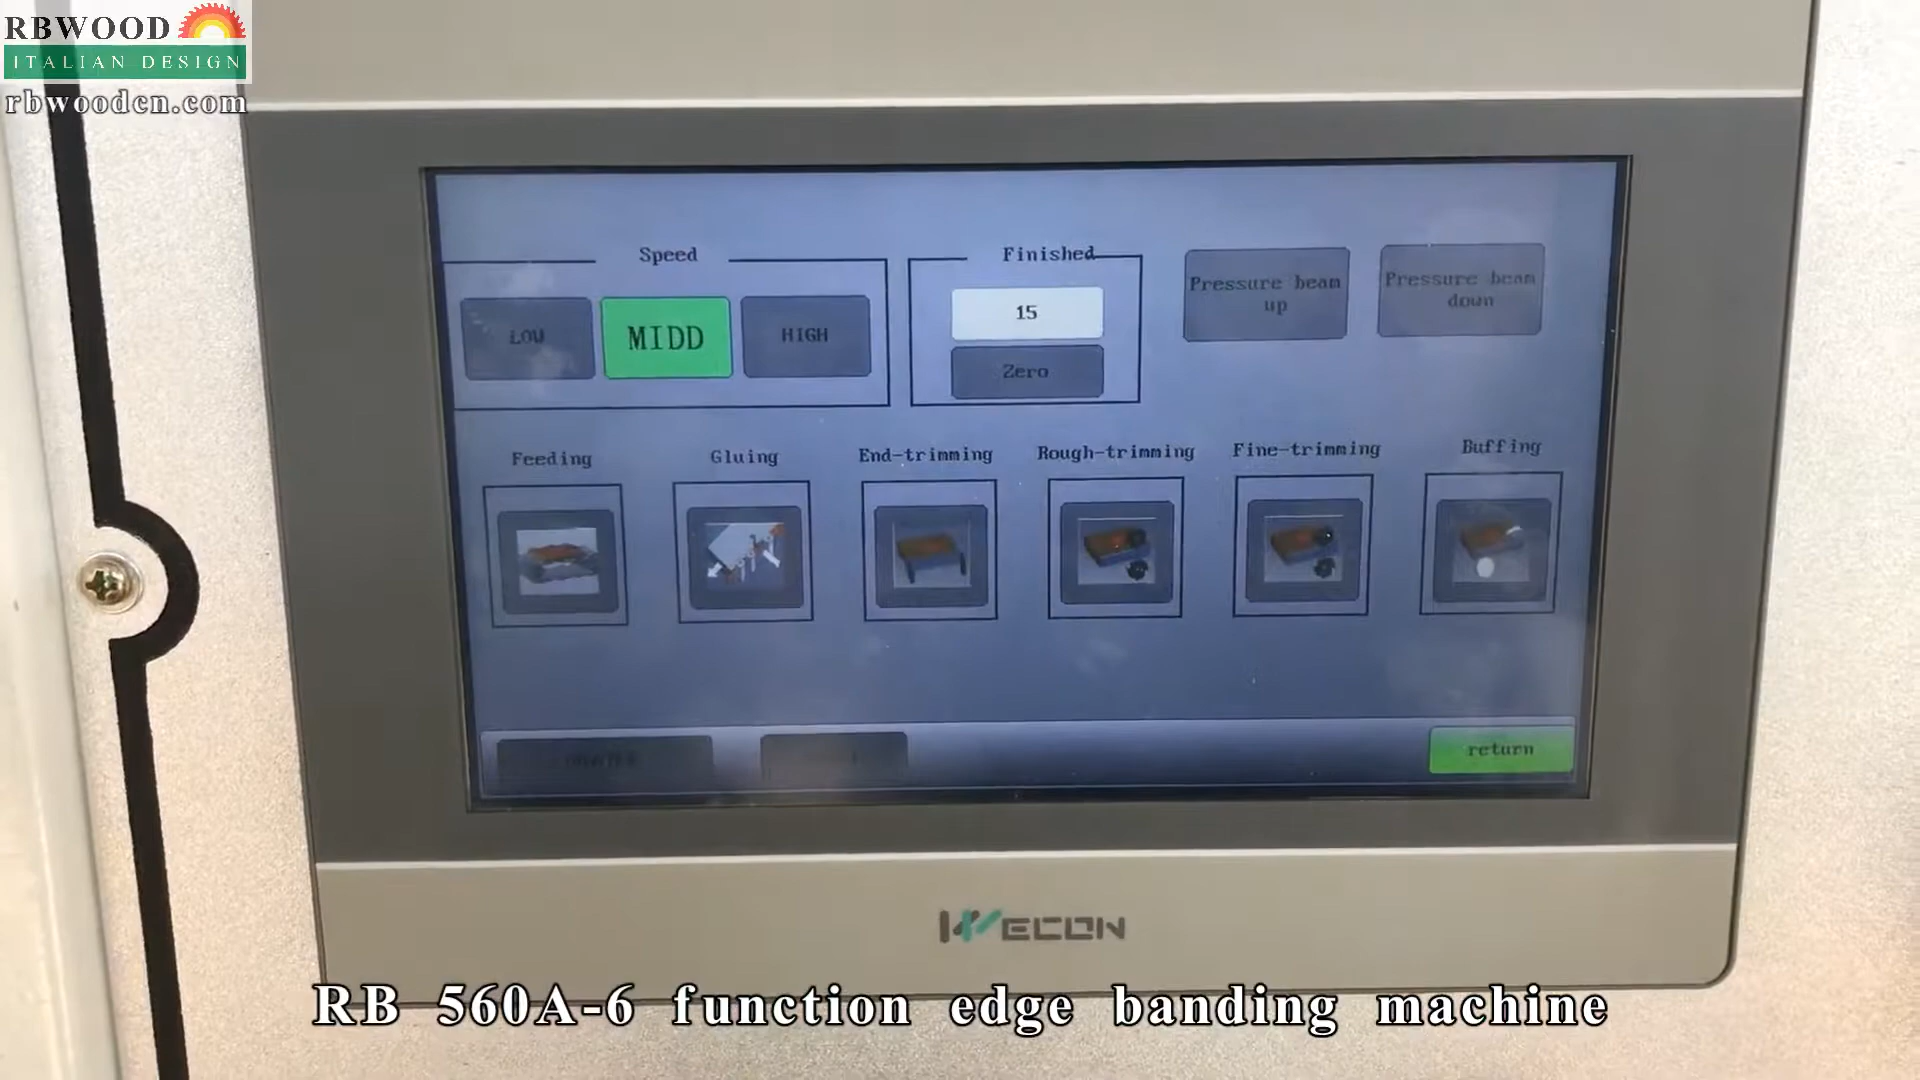 RBWOOD
ITALIAN DESIGN
rbwoodcn.com
Speed
Finished
LOW
MIDD
HIGH
15
Zero
Pressure beam
up
Pressure beam
down
Feeding
Gluing
End-trimming
Rough-trimming
Fine-trimming
Buffing
return
WECON
RB 560A-6 function edge banding machine